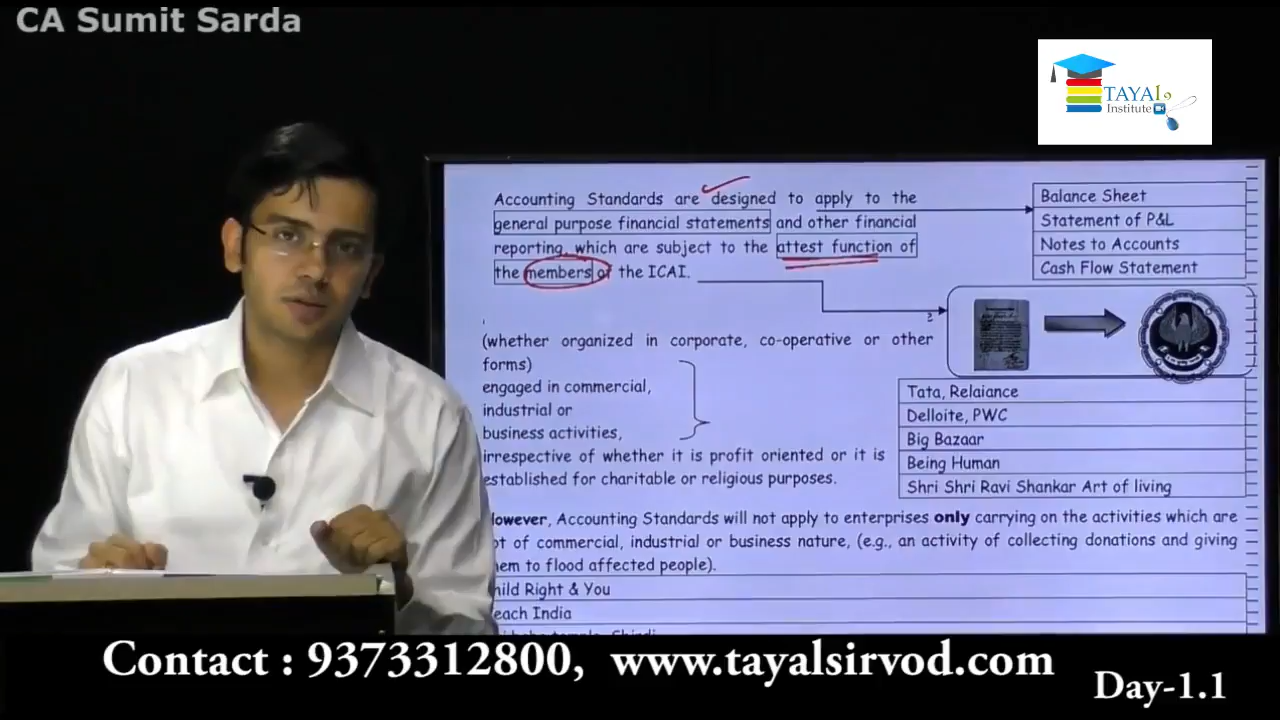 CA Sumit Sarda
TAYAL's
Institute
Accounting Standards are designed to apply to the
general purpose financial statements and other financial
reporting, which are subject to the attest function of
the members of the ICAI.
Balance Sheet
Statement of P&L
Notes to Accounts
Cash Flow Statement
(whether organized in corporate, co-operative or other
forms)
engaged in commercial,
industrial or
business activities,
irrespective of whether it is profit oriented or it is
established for charitable or religious purposes.
Tata, Relaiance
Delloite, PWC
Big Bazaar
Being Human
Shri Shri Ravi Shankar Art of living
However, Accounting Standards will not apply to enterprises only carrying on the activities which are
of commercial, industrial or business nature, (e.g., an activity of collecting donations and giving
to flood affected people).
Right & You
India
Contact : 9373312800, www.tayalsirvod.com
Day-1.1